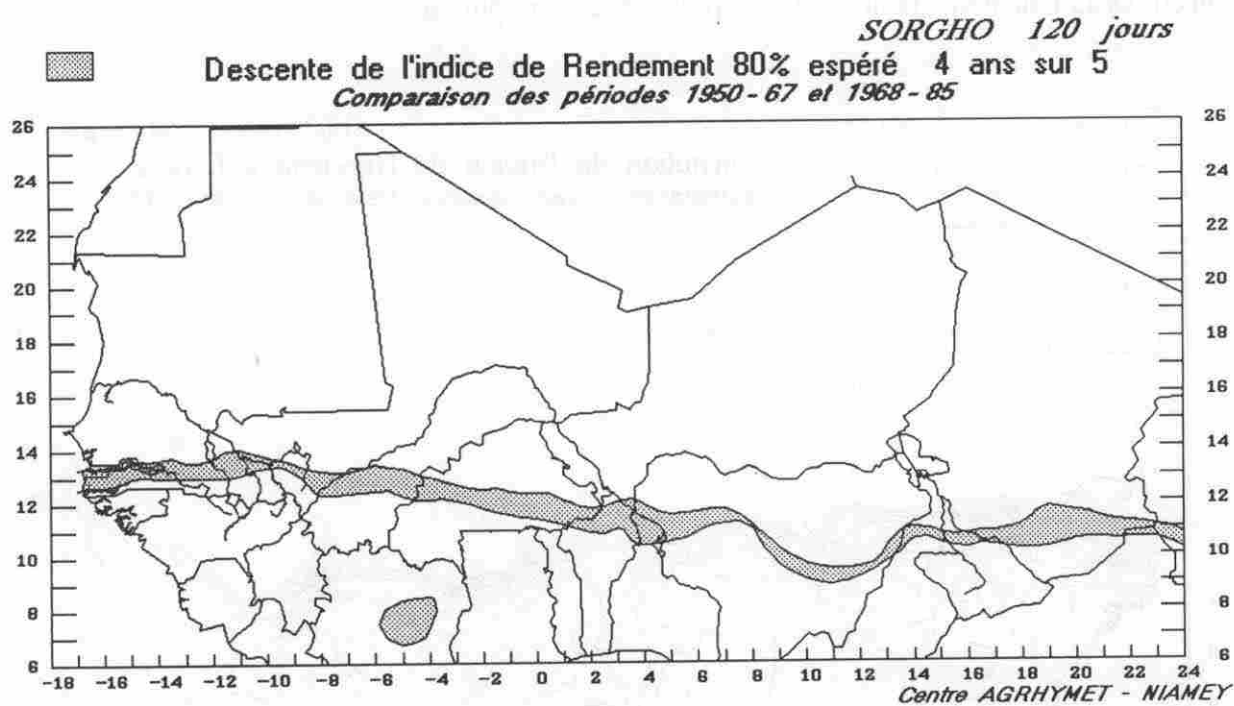 SORGHO 120 jours
Descente de l'indice de Rendement 80% espéré 4 ans sur 5
Comparaison des périodes 1950-67 et 1968-85
26 26
24 24
22 22
20 20
18 18
16 16
14 14
12 12
10 10
8 8
6 6
-18 -16 -14 -12 -10 -8 -6 -4 -2 0 2 4 6 8 10 12 14 16 18 20 22 24
Centre AGRHYMET - NIAMEY